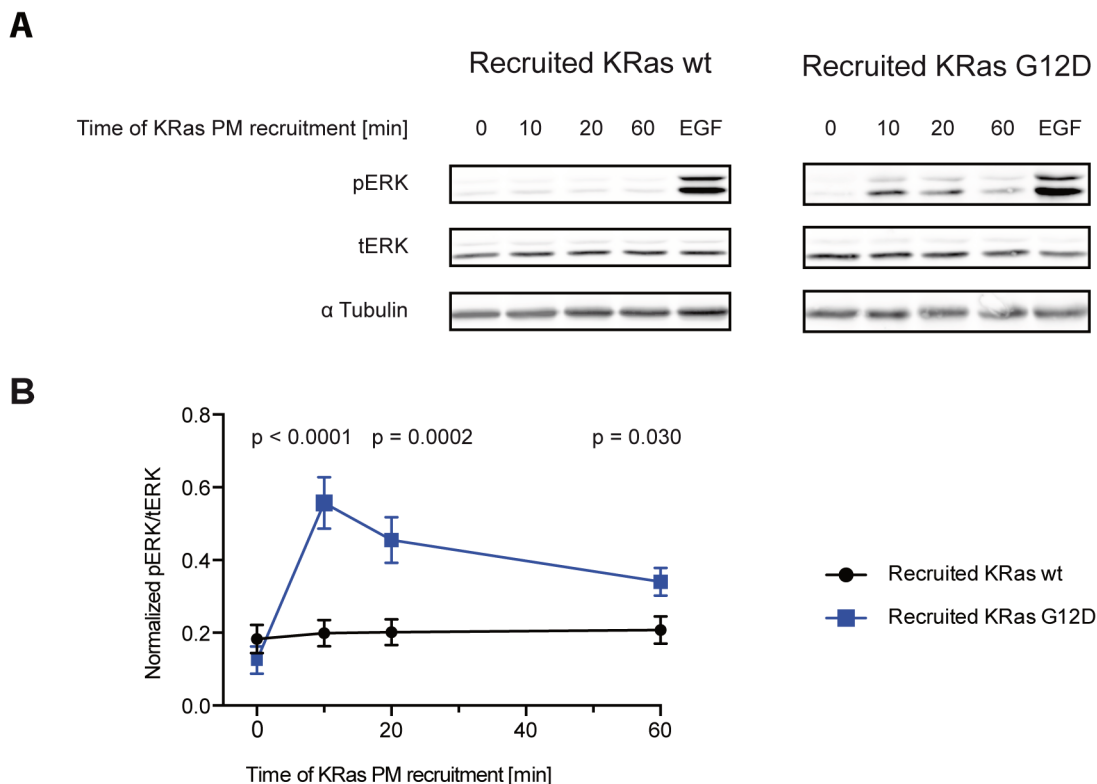 A
Recruited KRas wt
Recruited KRas G12D
Time of KRas PM recruitment [min] 0 10 20 60 EGF 0 10 20 60 EGF
pERK
tERK
α Tubulin
B
p < 0.0001 p = 0.0002 p = 0.030
Normalized pERK/tERK
0.8
0.6
0.4
0.2
0.0
0 20 40 60
Time of KRas PM recruitment [min]
Recruited KRas wt
Recruited KRas G12D